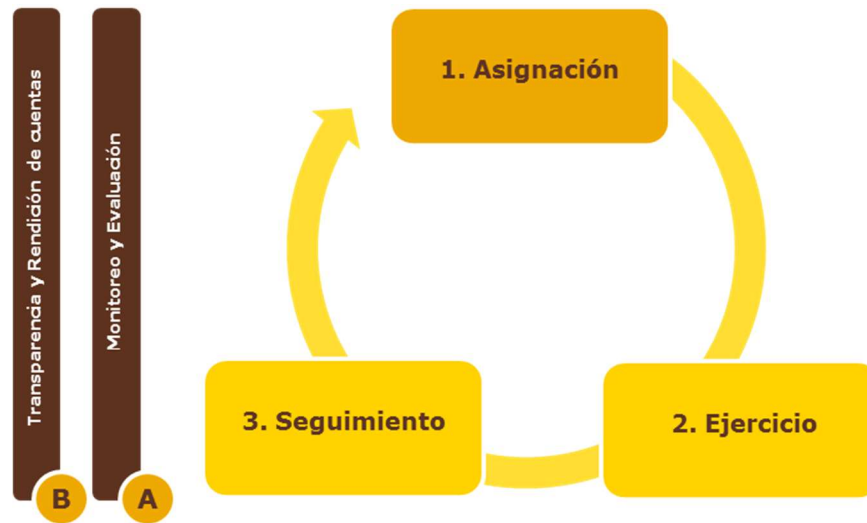 Transparencia y Rendición de cuentas
B
Monitoreo y Evaluación
A
1. Asignación
2. Ejercicio
3. Seguimiento